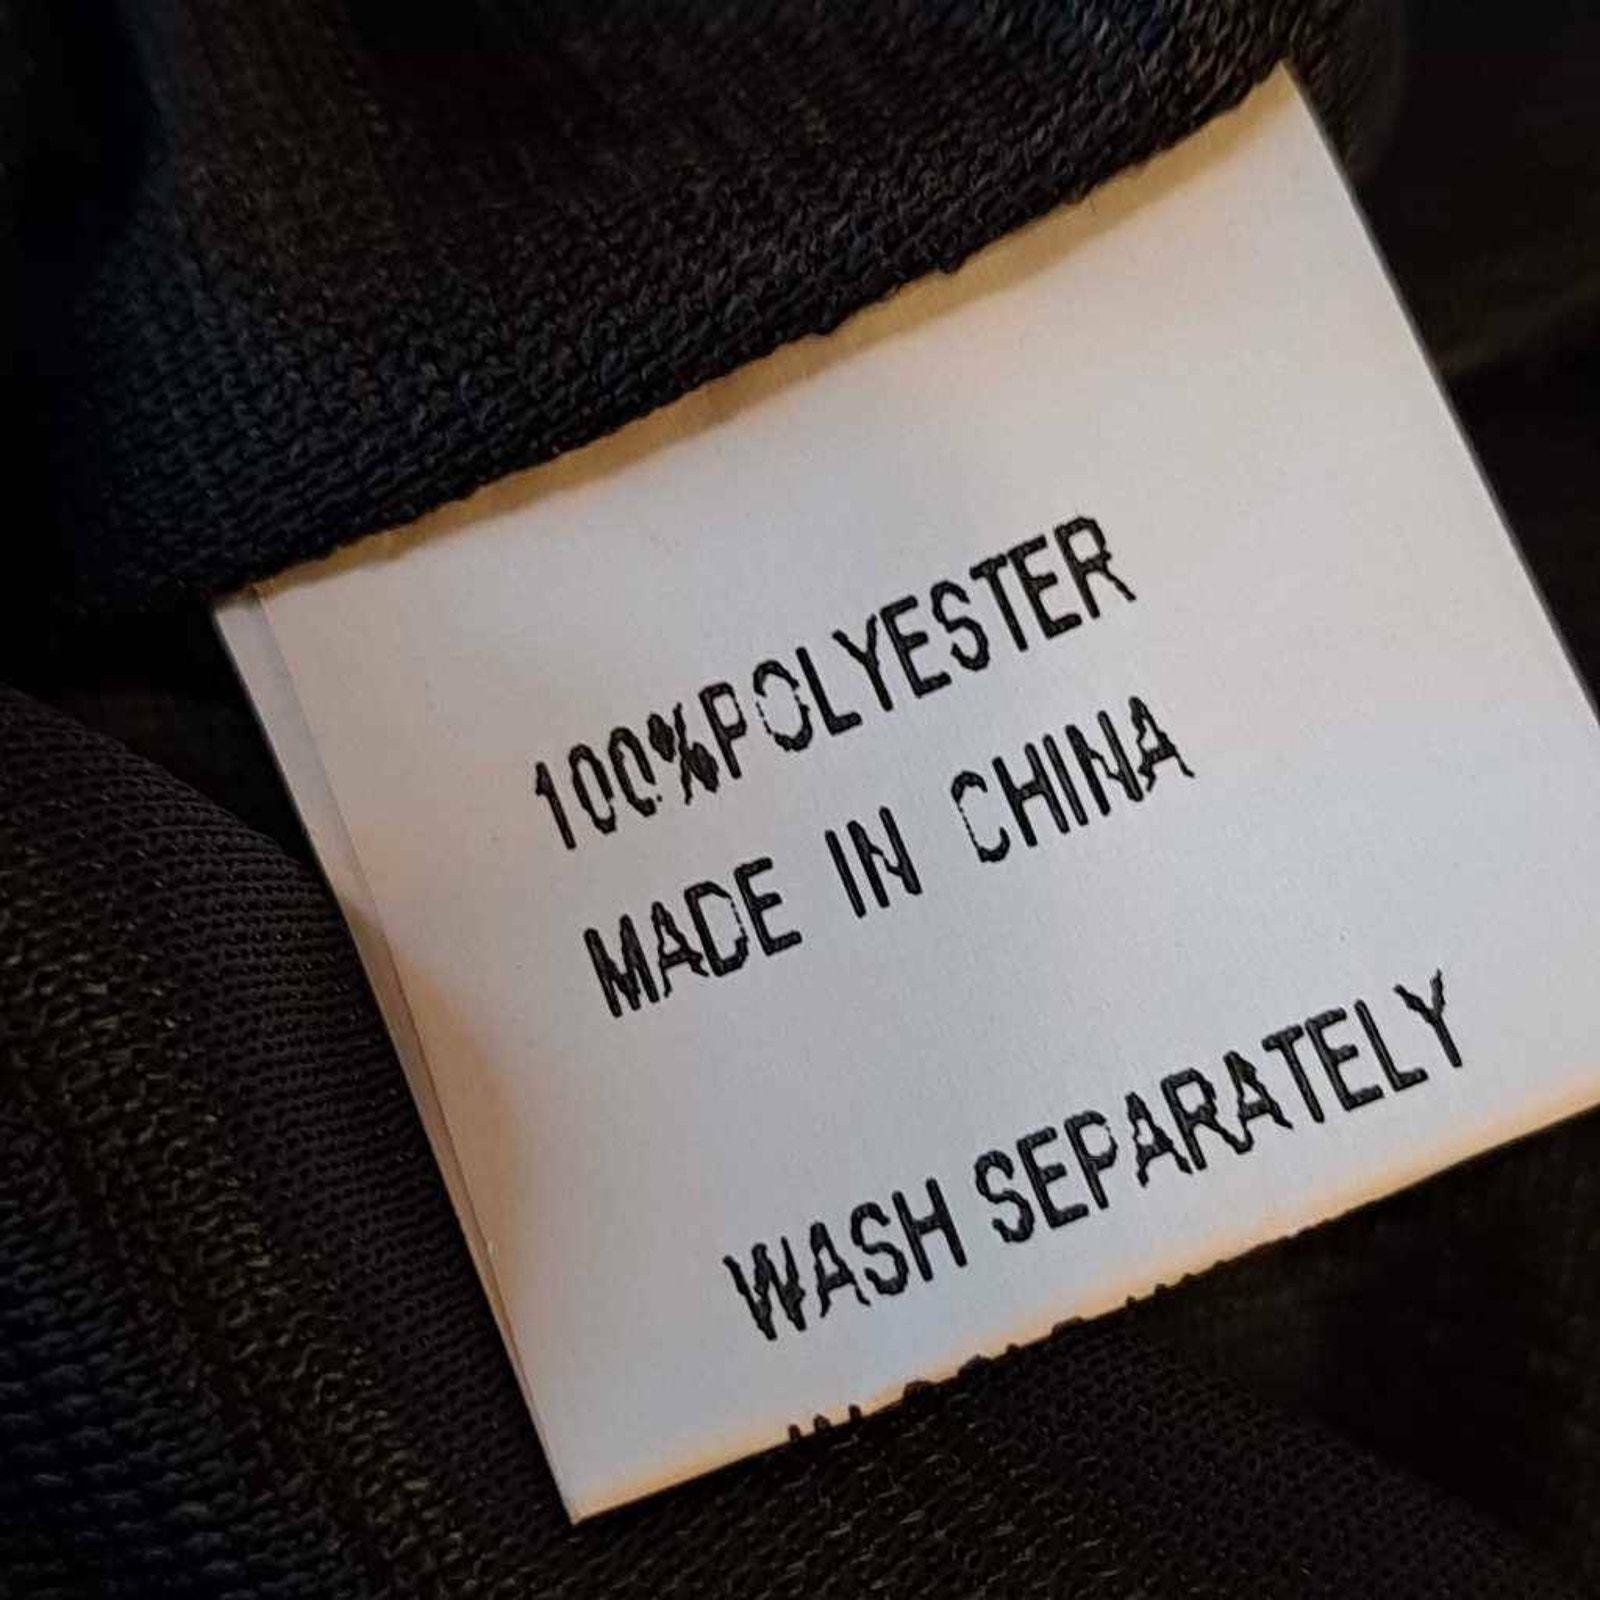 100%POLYESTER
MADE IN CHINA
WASH SEPARATELY